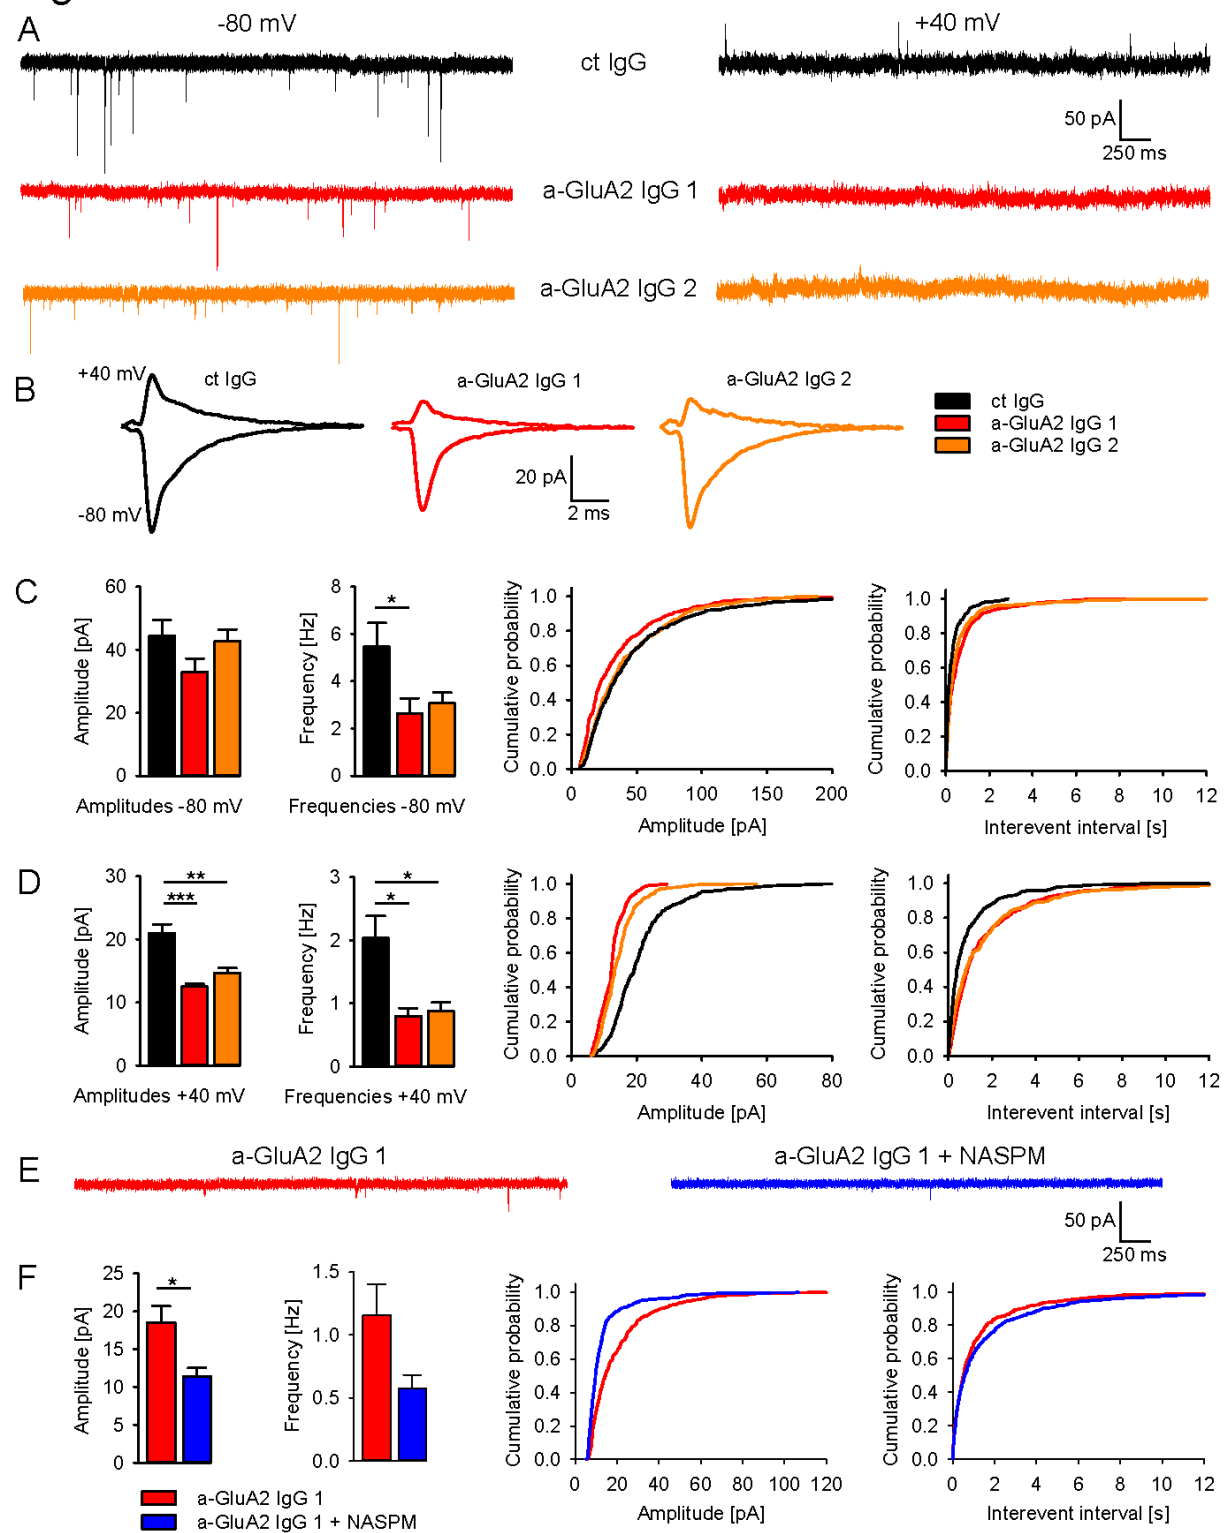 A
-80 mV
+40 mV
ct IgG
50 pA
250 ms
a-GluA2 IgG 1
a-GluA2 IgG 2
B
+40 mV
ct IgG
a-GluA2 IgG 1
a-GluA2 IgG 2
-80 mV
20 pA
2 ms
ct IgG
a-GluA2 IgG 1
a-GluA2 IgG 2
C
Amplitude [pA]
60
40
20
0
Amplitudes -80 mV
Frequency [Hz]
8
6
4
2
0
*
Frequencies -80 mV
Cumulative probability
1.0
0.8
0.6
0.4
0.2
0.0
0 50 100 150 200
Amplitude [pA]
Cumulative probability
1.0
0.8
0.6
0.4
0.2
0.0
0 2 4 6 8 10 12
Interevent interval [s]
D
Amplitude [pA]
30
20
10
0
**
***
Amplitudes +40 mV
Frequency [Hz]
3
2
1
0
*
*
Frequencies +40 mV
Cumulative probability
1.0
0.8
0.6
0.4
0.2
0.0
0 20 40 60 80
Amplitude [pA]
Cumulative probability
1.0
0.8
0.6
0.4
0.2
0.0
0 2 4 6 8 10 12
Interevent interval [s]
E
a-GluA2 IgG 1
a-GluA2 IgG 1 + NASPM
50 pA
250 ms
F
Amplitude [pA]
25
20
15
10
5
0
*
Frequency [Hz]
1.5
1.0
0.5
0.0
Cumulative probability
1.0
0.8
0.6
0.4
0.2
0.0
0 20 40 60 80 100 120
Amplitude [pA]
Cumulative probability
1.0
0.8
0.6
0.4
0.2
0.0
0 2 4 6 8 10 12
Interevent interval [s]
a-GluA2 IgG 1
a-GluA2 IgG 1 + NASPM